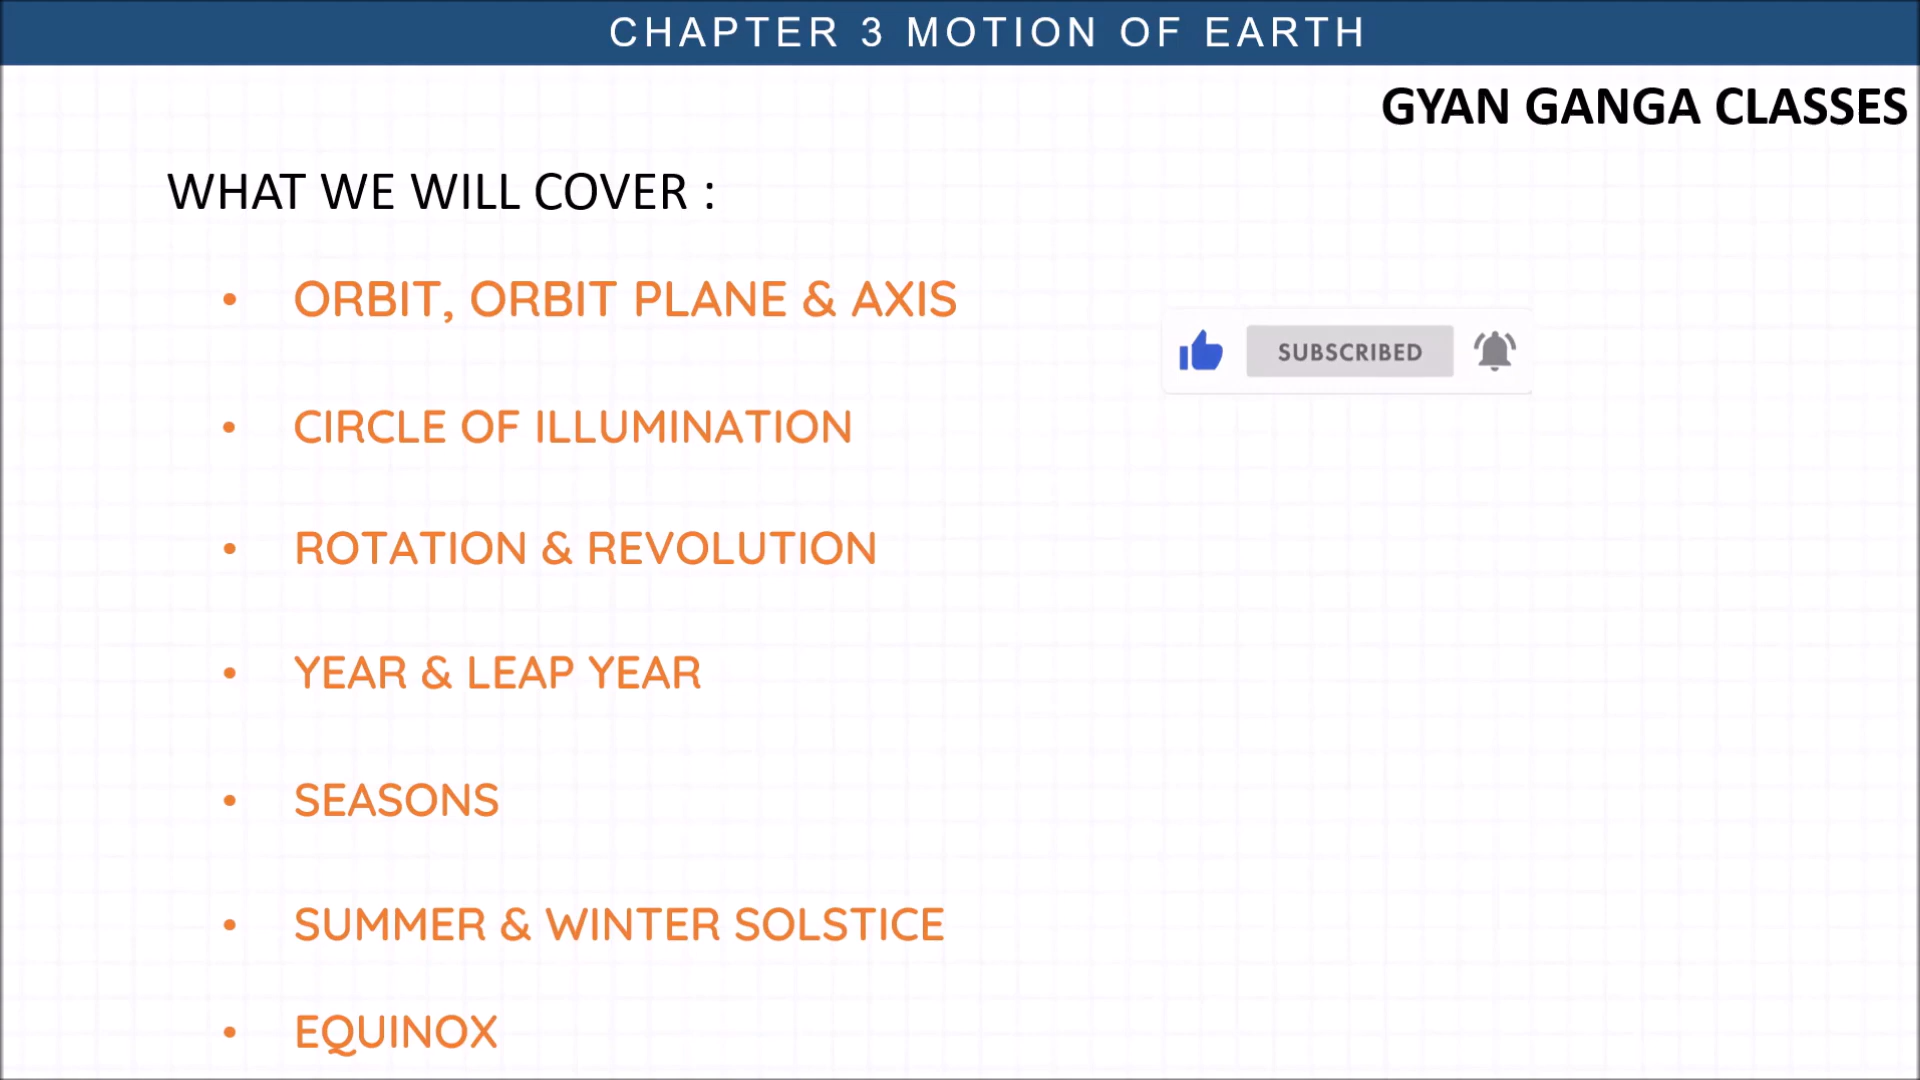 CHAPTER 3 MOTION OF EARTH
GYAN GANGA CLASSES
WHAT WE WILL COVER :
• ORBIT, ORBIT PLANE & AXIS
SUBSCRIBED
• CIRCLE OF ILLUMINATION
• ROTATION & REVOLUTION
• YEAR & LEAP YEAR
• SEASONS
• SUMMER & WINTER SOLSTICE
• EQUINOX